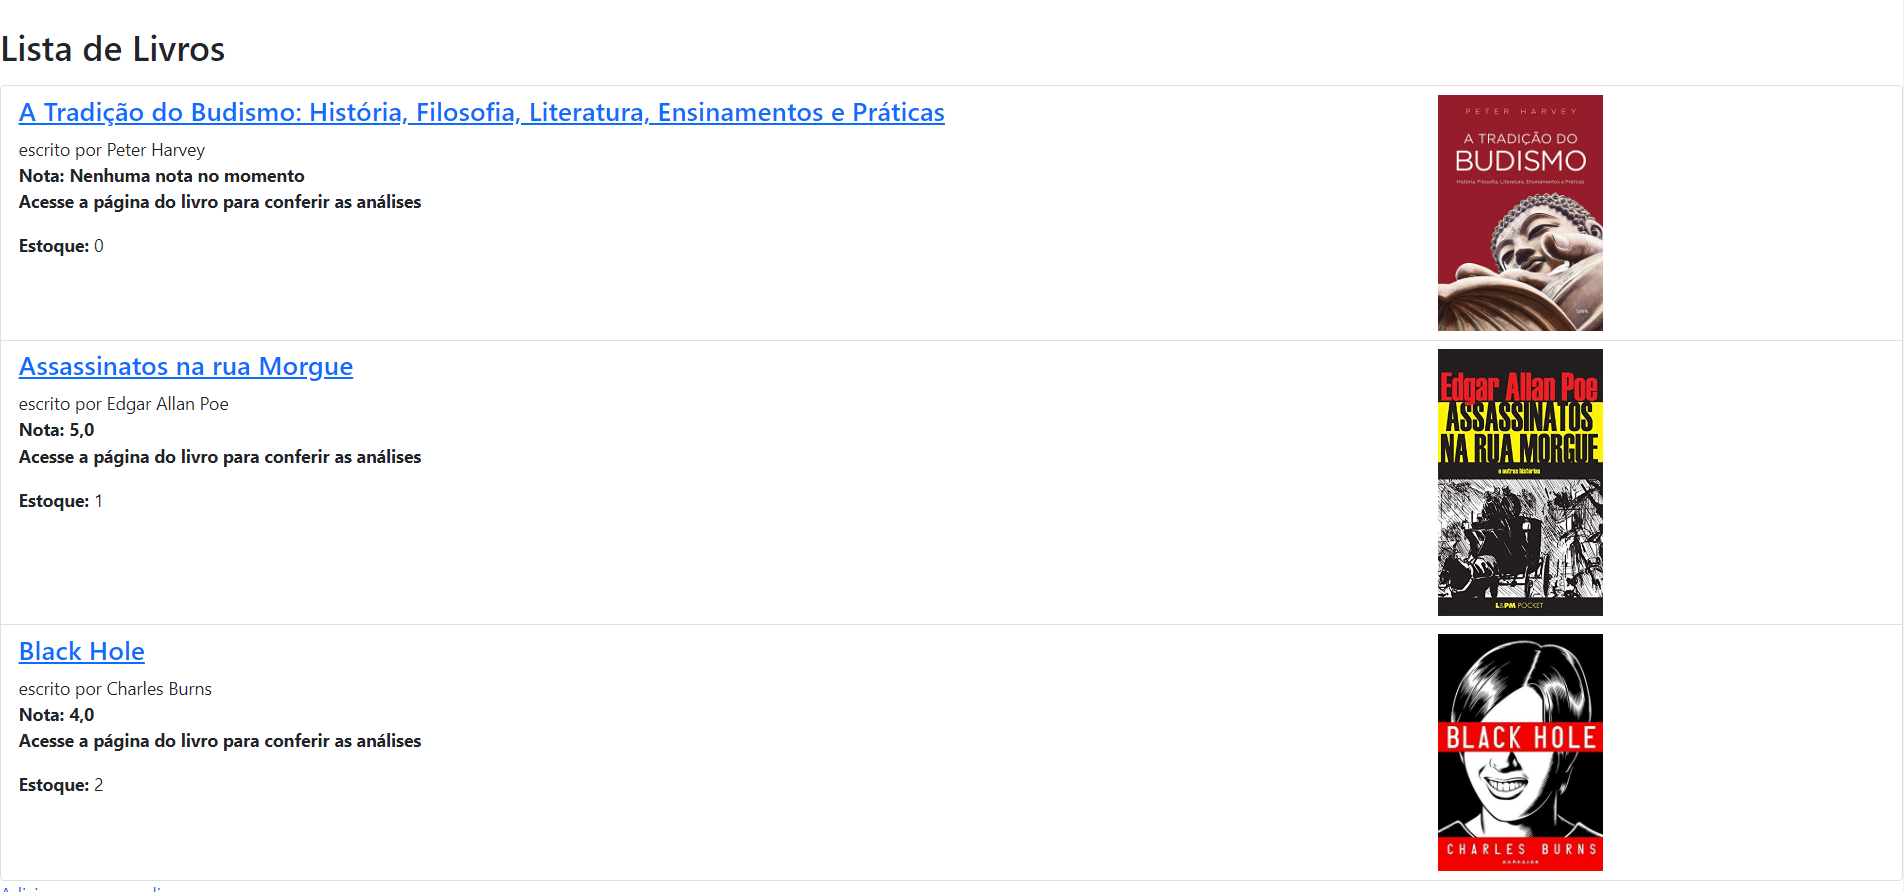 Lista de Livros
A Tradição do Budismo: História, Filosofia, Literatura, Ensinamentos e Práticas
escrito por Peter Harvey
Nota: Nenhuma nota no momento
Acesse a página do livro para conferir as análises
Estoque: 0
PETER HARVEY
A TRADIÇÃO DO
BUDISMO
História, Filosofia, Literatura, Ensinamentos e Práticas
Assassinatos na rua Morgue
escrito por Edgar Allan Poe
Nota: 5,0
Acesse a página do livro para conferir as análises
Estoque: 1
Edgar Allan Poe
ASSASSINATOS
NA RUA MORGUE
e outras histórias
L&PM POCKET
Black Hole
escrito por Charles Burns
Nota: 4,0
Acesse a página do livro para conferir as análises
Estoque: 2
BLACK HOLE
CHARLES BURNS
DARKSIDE